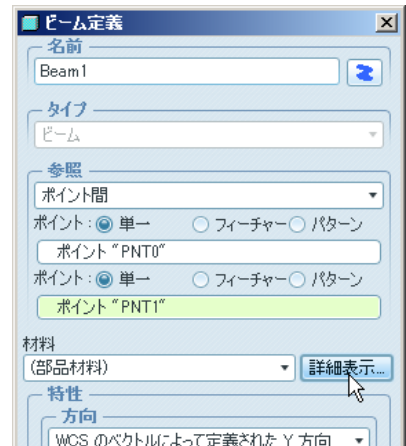 ビーム定義
名前
Beam1
タイプ
ビーム
参照
ポイント間
ポイント : 単一 フィーチャー パターン
ポイント "PNT0"
ポイント : 単一 フィーチャー パターン
ポイント "PNT1"
材料
(部品材料) 詳細表示...
特性
方向
WCS のベクトルによって定義された Y 方向